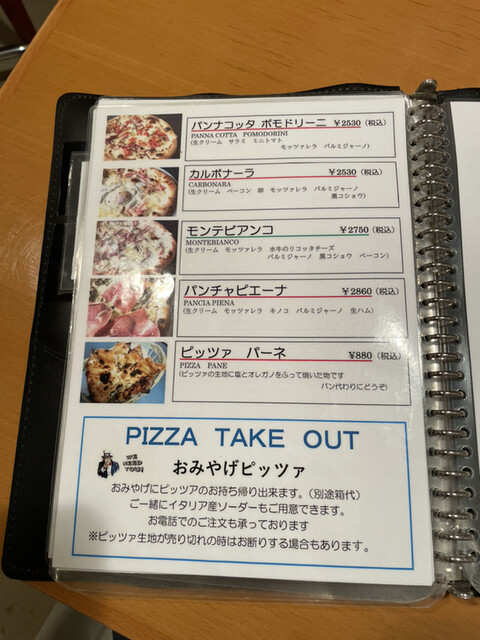 パンナコッタ ポモドリーニ ￥2530（税込）
PANNA COTTA POMODORINI
(生クリーム サラミ ミニトマト
モッツァレラ パルミジャーノ）
カルボナーラ ￥2530（税込）
CARBONARA
(生クリーム ベーコン 卵 モッツァレラ パルミジャーノ
黒コショウ）
モンテビアンコ ￥2750（税込）
MONTEBIANCO
(生クリーム モッツァレラ 水牛のリコッタチーズ
パルミジャーノ 黒コショウ ベーコン）
パンチャピエーナ ￥2860（税込）
PANCIA PIENA
(生クリーム モッツァレラ キノコ パルミジャーノ 生ハム）
ピッツァ パーネ ¥880（税込）
PIZZA PANE
(ピッツァの生地に塩とオレガノをふって焼いた物です
パン代わりにどうぞ）
PIZZA TAKE OUT
WE NEED YOUR
おみやげピッツァ
おみやげにピッツアのお持ち帰り出来ます。（別途箱代）
ご一緒にイタリア産ソーダーもご用意できます。
お電話でのご注文も承っております
※ピッツァ生地が売り切れの時はお断りする場合もあります。